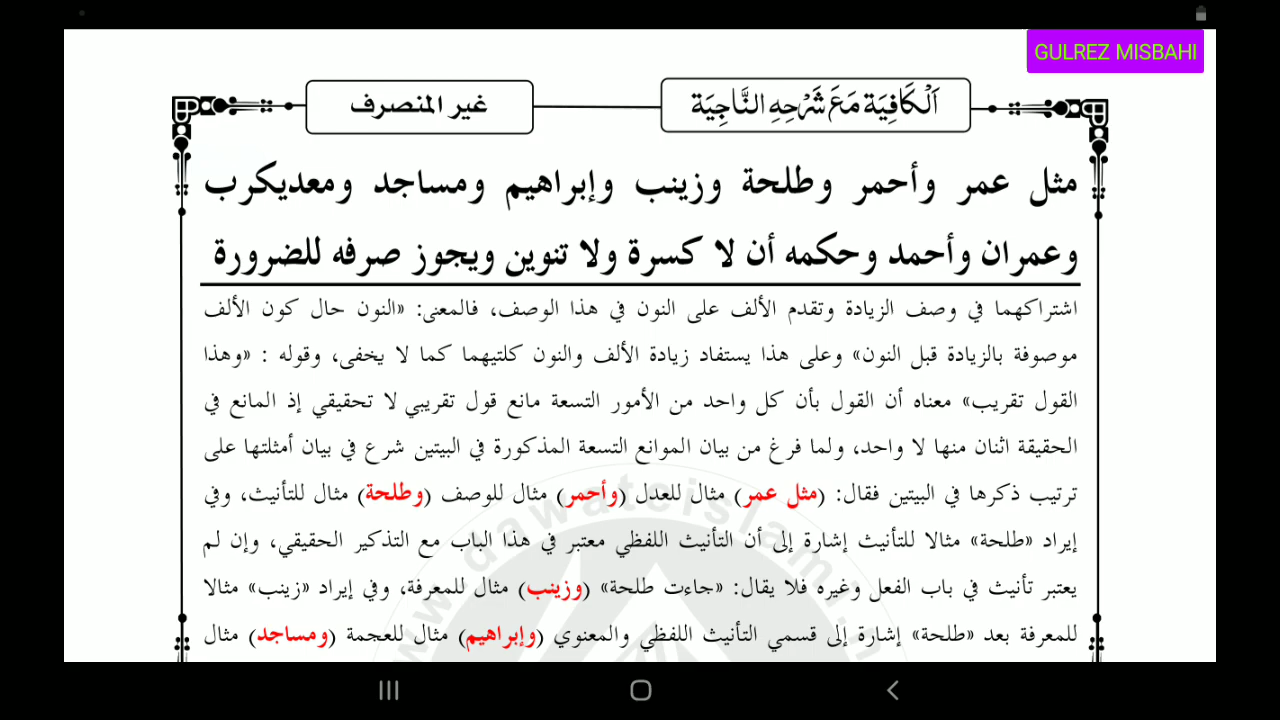 GULREZ MISBAHI
اَلْكَافِيَة مَعَ شَرْحِهِ النَّاجِيَة
غير المنصرف
مثل عمر وأحمر وطلحة وزينب وإبراهيم ومساجد ومعديكرب
وعمران وأحمد وحكمه أن لا كسرة ولا تنوين ويجوز صرفه للضرورة
اشتراكهما في وصف الزيادة وتقدم الألف على النون في هذا الوصف، فالمعنى: «النون حال كون الألف
موصوفة بالزيادة قبل النون» وعلى هذا يستفاد زيادة الألف والنون كلتيهما كما لا يخفى، وقوله : «وهذا
القول تقريب» معناه أن القول بأن كل واحد من الأمور التسعة مانع قول تقريبي لا تحقيقي إذ المانع في
الحقيقة اثنان منها لا واحد، ولما فرغ من بيان الموانع التسعة المذكورة في البيتين شرع في بيان أمثلتها على
ترتيب ذكرها في البيتين فقال: (مثل عمر) مثال للعدل (وأحمر) مثال للوصف (وطلحة) مثال للتأنيث، وفي
إيراد «طلحة» مثالا للتأنيث إشارة إلى أن التأنيث اللفظي معتبر في هذا الباب مع التذكير الحقيقي، وإن لم
يعتبر تأنيث في باب الفعل وغيره فلا يقال: «جاءت طلحة» (وزينب) مثال للمعرفة، وفي إيراد «زينب» مثالا
للمعرفة بعد «طلحة» إشارة إلى قسمي التأنيث اللفظي والمعنوي (وإبراهيم) مثال للعجمة (ومساجد) مثال
www.dawateislami.n